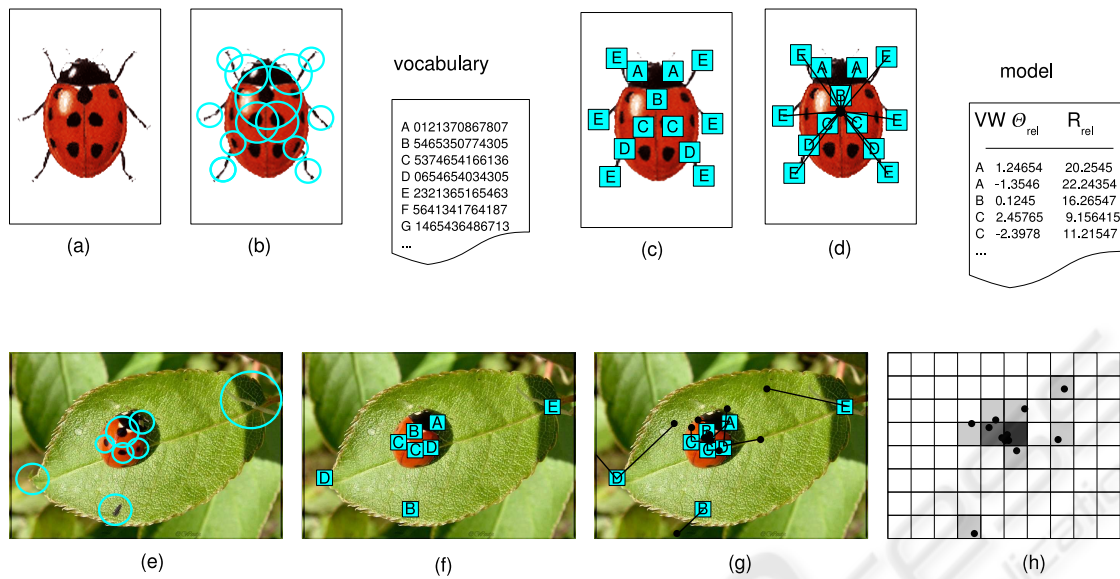 vocabulary
A 0121370867807
B 5465350774305
C 5374654166136
D 0654654034305
E 2321365165463
F 5641341764187
G 1465436486713
...
E E
A A
B
E C C E
D D
E E
E E
A A
B
E C C E
D D
E E
model
VW Θrel Rrel
A 1.24654 20.2545
A -1.3546 22.24354
B 0.1245 16.26547
C 2.45765 9.156415
C -2.3978 11.21547
...
(a) (b) (c) (d)
E
A
B
C D
C
D
B
E
A
B
C
D
B
(e) (f) (g) (h)